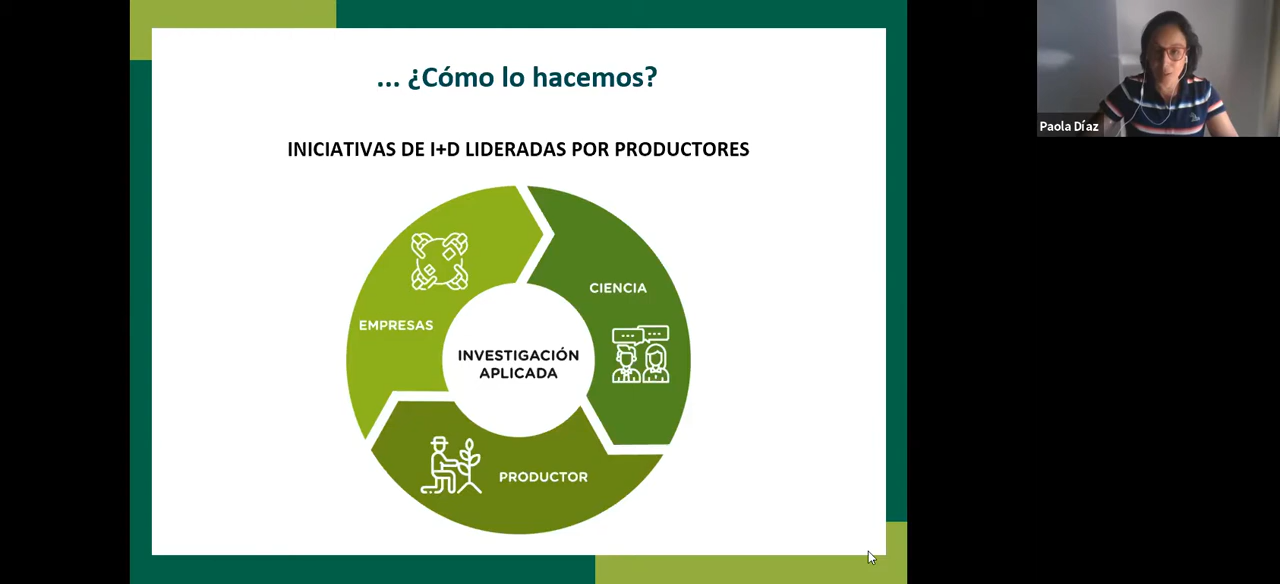 ... ¿Cómo lo hacemos?
INICIATIVAS DE I+D LIDERADAS POR PRODUCTORES
CIENCIA
EMPRESAS
INVESTIGACIÓN
APLICADA
PRODUCTOR
Paola Díaz